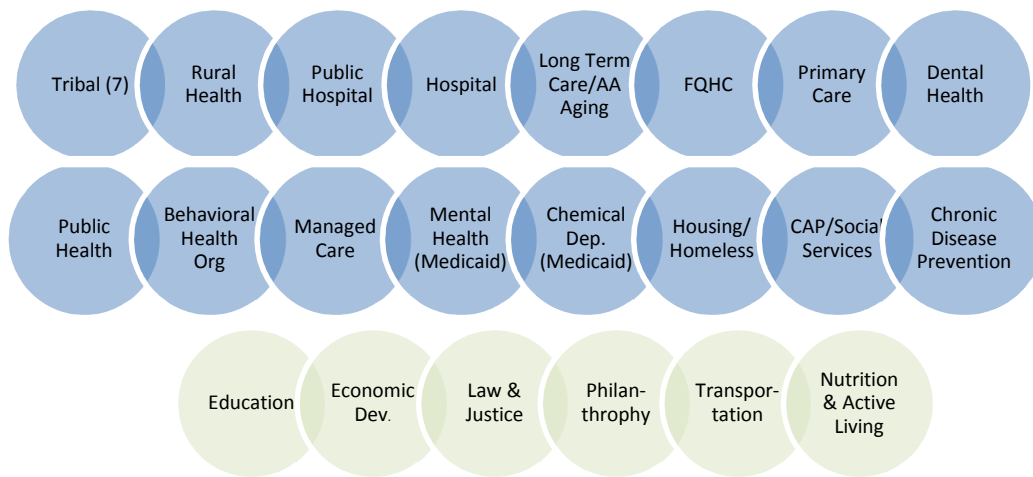 Tribal (7)
Rural
Health
Public
Hospital
Hospital
Long Term
Care/AA
Aging
FQHC
Primary
Care
Dental
Health
Public
Health
Behavioral
Health
Org
Managed
Care
Mental
Health
(Medicaid)
Chemical
Dep.
(Medicaid)
Housing/
Homeless
CAP/Social
Services
Chronic
Disease
Prevention
Education
Economic
Dev.
Law &
Justice
Philan-
throphy
Transpor-
tation
Nutrition
& Active
Living